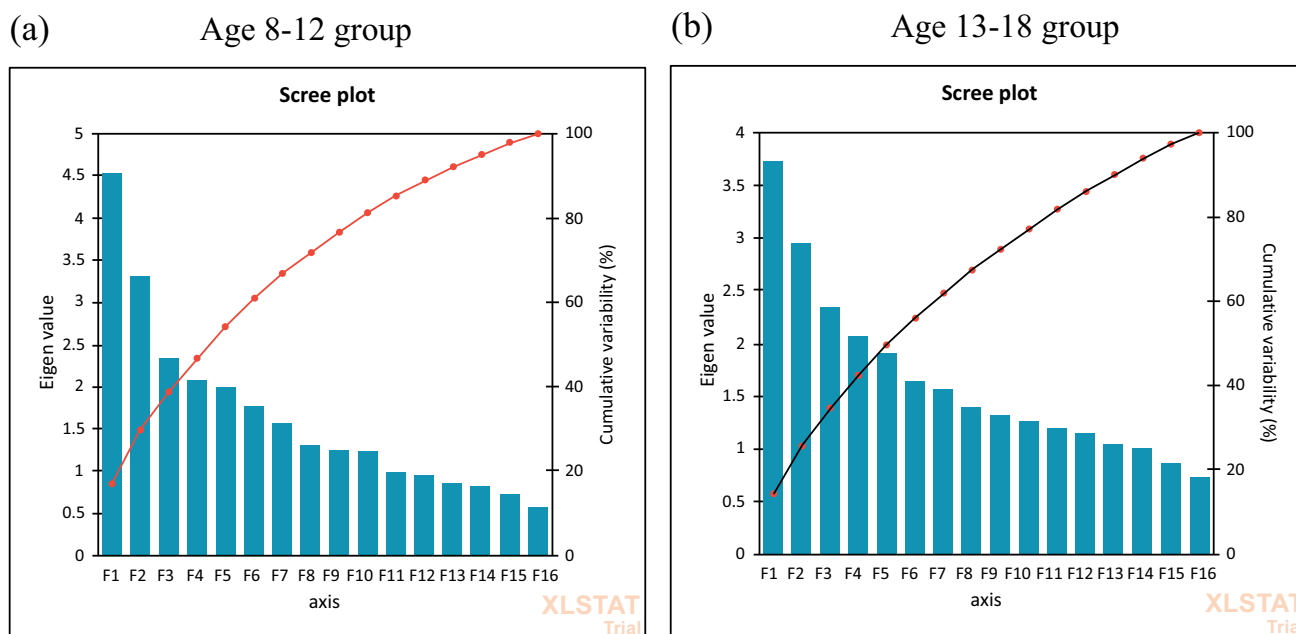 (a) Age 8-12 group
Scree plot
5
4.5
4
3.5
3
2.5
2
1.5
1
0.5
0
Eigen value
100
80
60
40
20
0
Cumulative variability (%)
F1 F2 F3 F4 F5 F6 F7 F8 F9 F10 F11 F12 F13 F14 F15 F16
axis
XLSTAT
Trial
(b) Age 13-18 group
Scree plot
4
3.5
3
2.5
2
1.5
1
0.5
0
Eigen value
100
80
60
40
20
0
Cumulative variability (%)
F1 F2 F3 F4 F5 F6 F7 F8 F9 F10 F11 F12 F13 F14 F15 F16
axis
XLSTAT
Trial